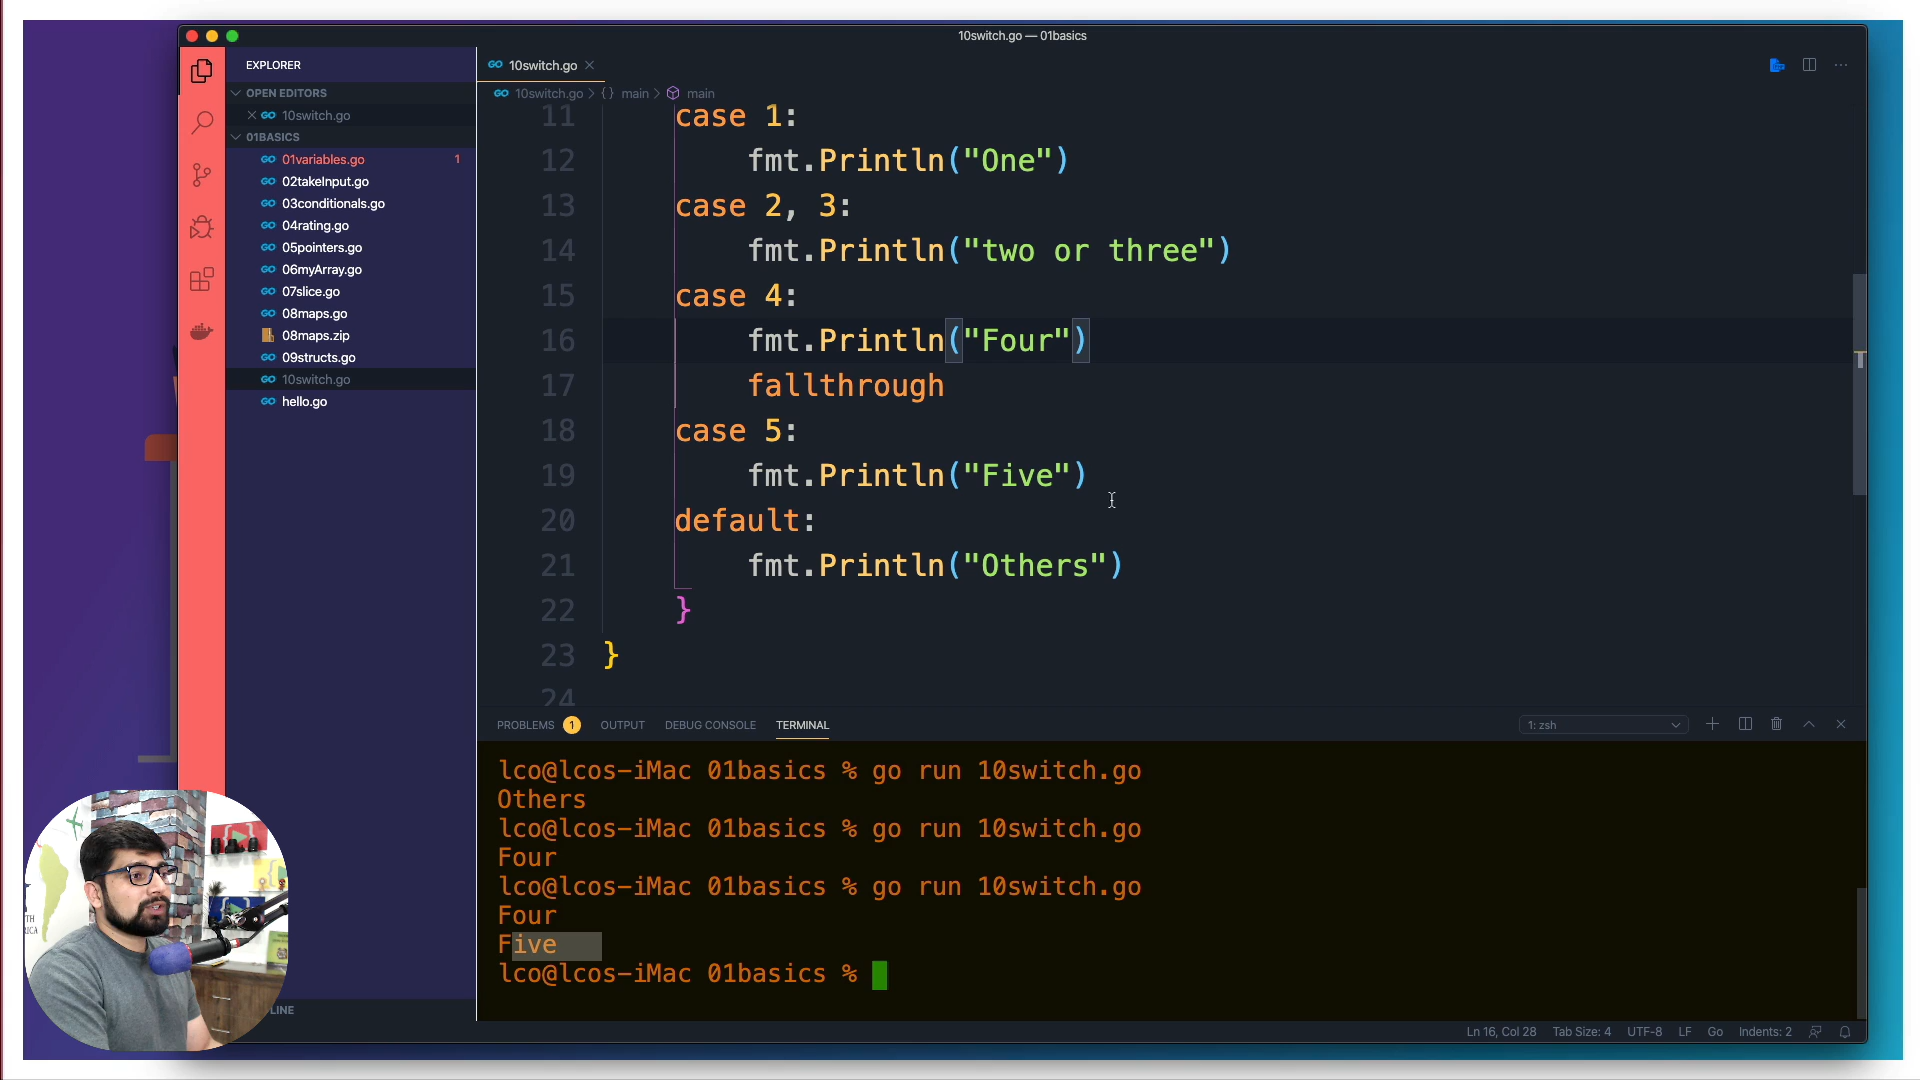 10switch.go — 01basics
EXPLORER
OPEN EDITORS
10switch.go
01BASICS
01variables.go 1
02takeInput.go
03conditionals.go
04rating.go
05pointers.go
06myArray.go
07slice.go
08maps.go
08maps.zip
09structs.go
10switch.go
hello.go
LINE
10switch.go
10switch.go > {} main > main
11 case 1:
12 fmt.Println("One")
13 case 2, 3:
14 fmt.Println("two or three")
15 case 4:
16 fmt.Println("Four")
17 fallthrough
18 case 5:
19 fmt.Println("Five")
20 default:
21 fmt.Println("Others")
22 }
23 }
24
PROBLEMS 1 OUTPUT DEBUG CONSOLE TERMINAL 1: zsh
lco@lcos-iMac 01basics % go run 10switch.go
Others
lco@lcos-iMac 01basics % go run 10switch.go
Four
lco@lcos-iMac 01basics % go run 10switch.go
Four
Five
lco@lcos-iMac 01basics %
Ln 16, Col 28 Tab Size: 4 UTF-8 LF Go Indents: 2